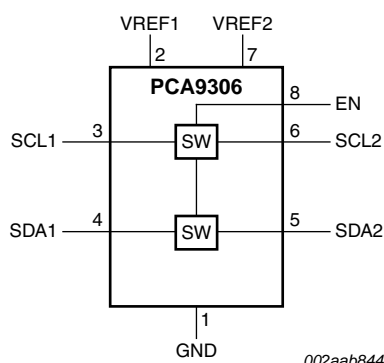 VREF1 VREF2
2 7
PCA9306
8 EN
SCL1 3 SW 6 SCL2
SDA1 4 SW 5 SDA2
1
GND
002aab844